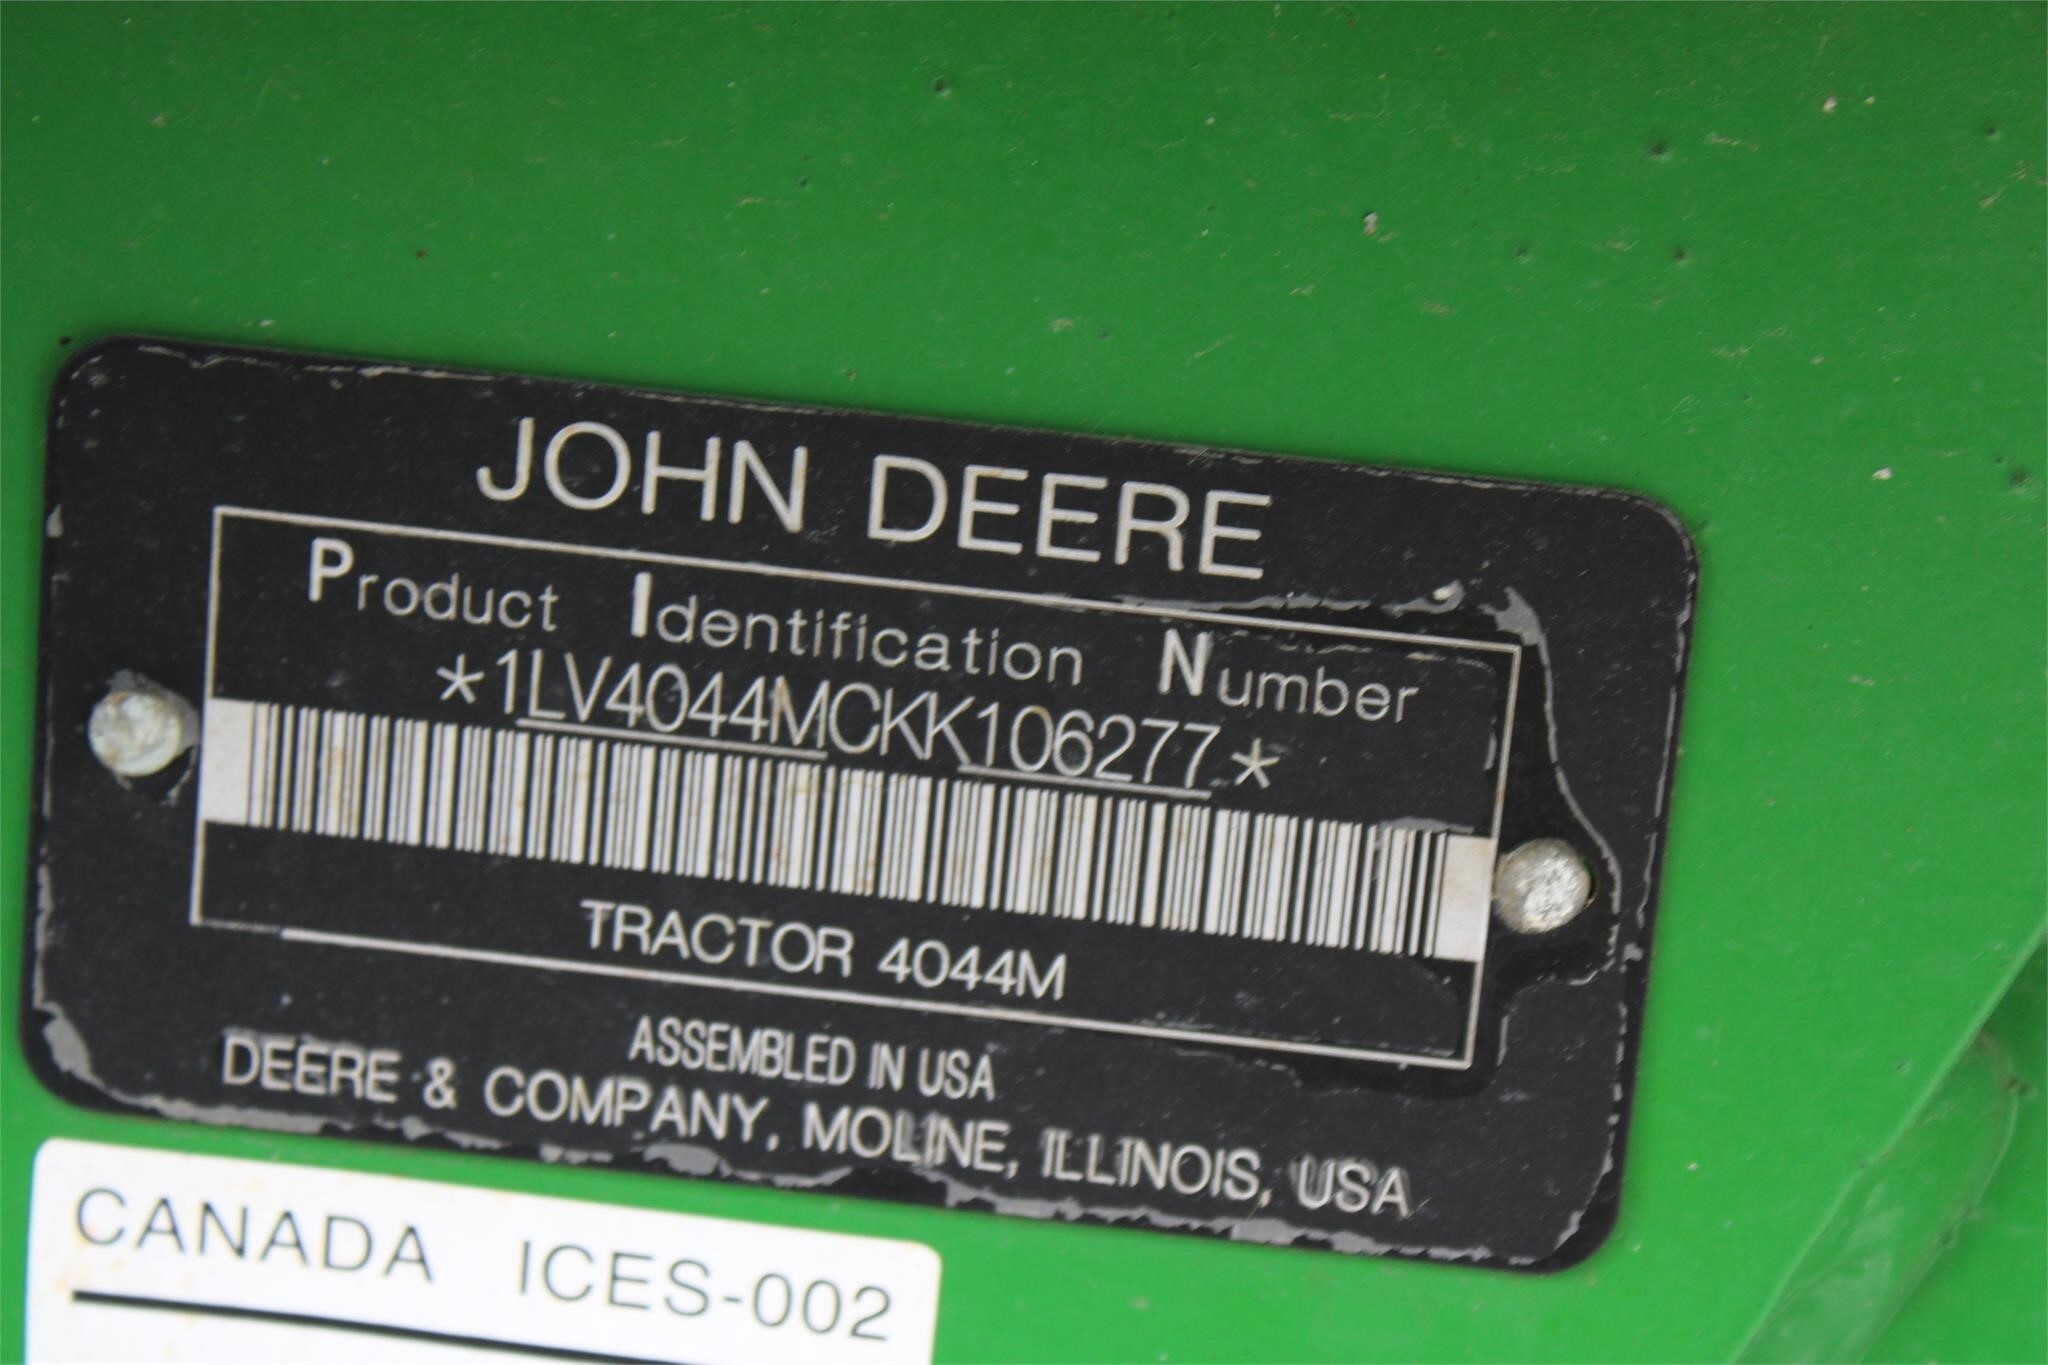 JOHN DEERE
Product Identification Number
*1LV4044MCKK106277*
TRACTOR 4044M
ASSEMBLED IN USA
DEERE & COMPANY, MOLINE, ILLINOIS, USA
CANADA ICES-002